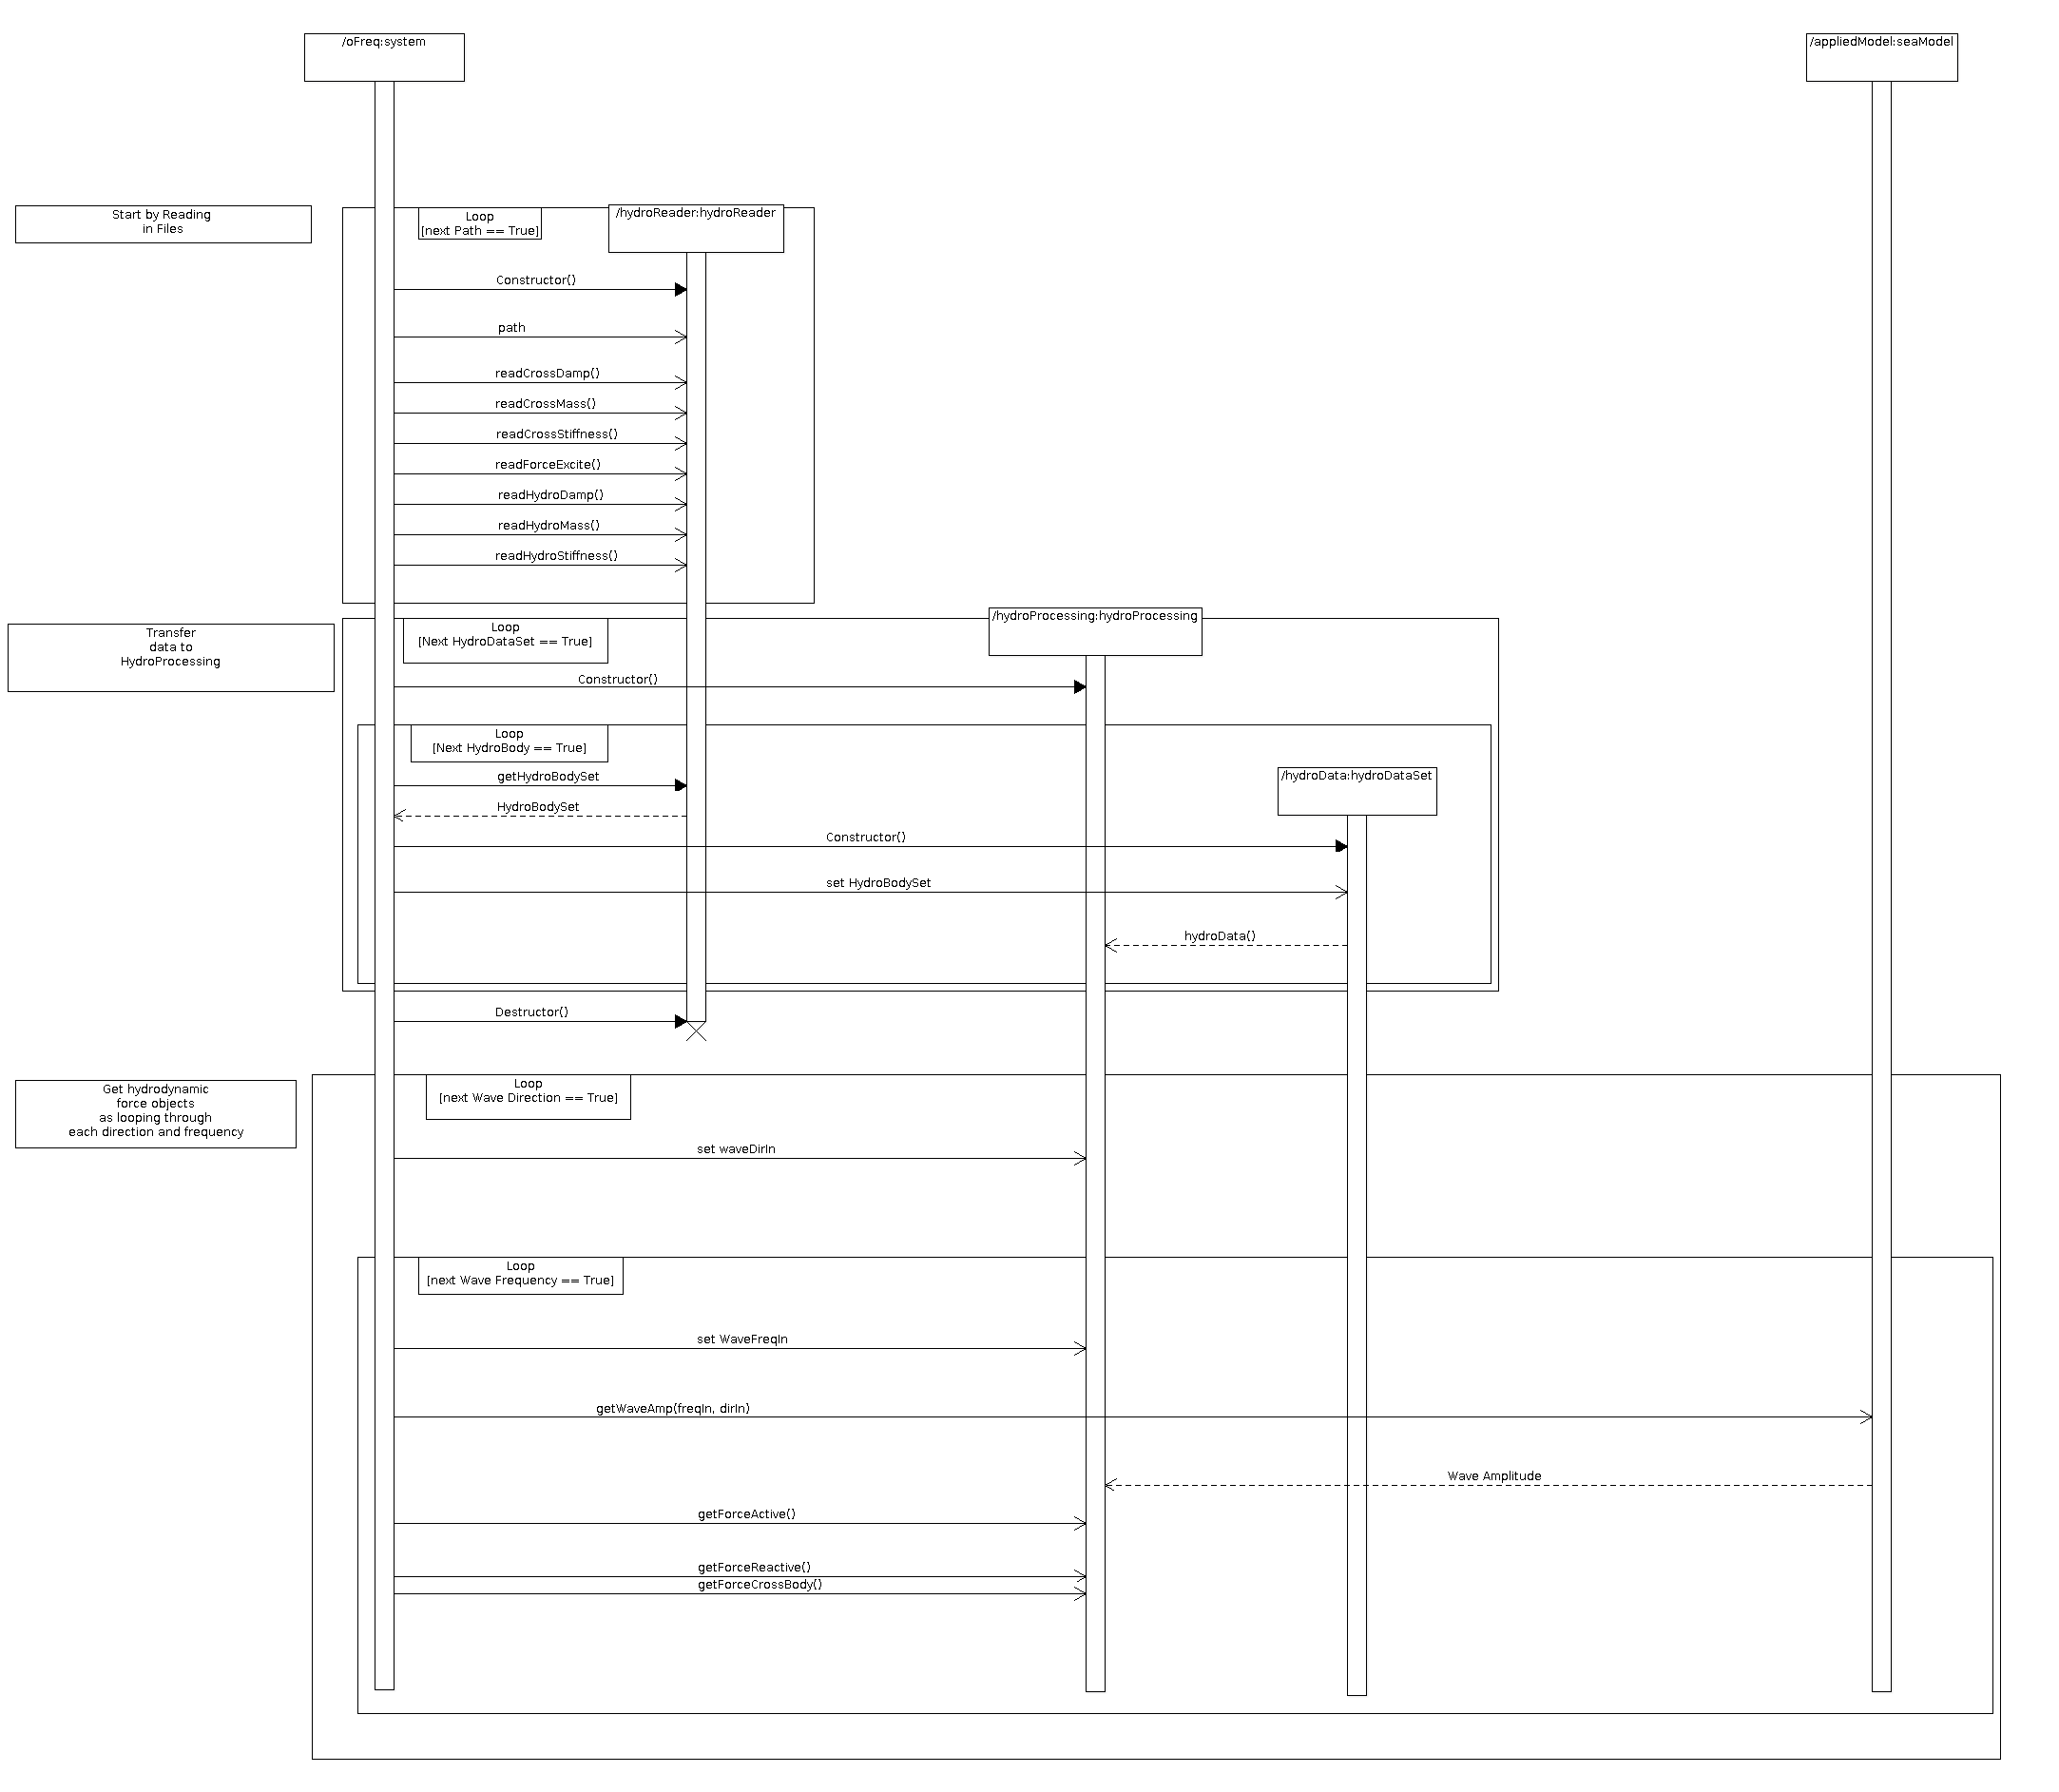 /oFreq:system
/appliedModel:seaModel
Start by Reading
in Files
Loop
[next Path == True]
/hydroReader:hydroReader
Constructor()
path
readCrossDamp()
readCrossMass()
readCrossStiffness()
readForceExcite()
readHydroDamp()
readHydroMass()
readHydroStiffness()
Transfer
data to
HydroProcessing
Loop
[Next HydroDataSet == True]
/hydroProcessing:hydroProcessing
Constructor()
Loop
[Next HydroBody == True]
getHydroBodySet
/hydroData:hydroDataSet
HydroBodySet
Constructor()
set HydroBodySet
hydroData()
Destructor()
Get hydrodynamic
force objects
as looping through
each direction and frequency
Loop
[next Wave Direction == True]
set waveDirIn
Loop
[next Wave Frequency == True]
set WaveFreqIn
getWaveAmp(freqIn, dirIn)
Wave Amplitude
getForceActive()
getForceReactive()
getForceCrossBody()